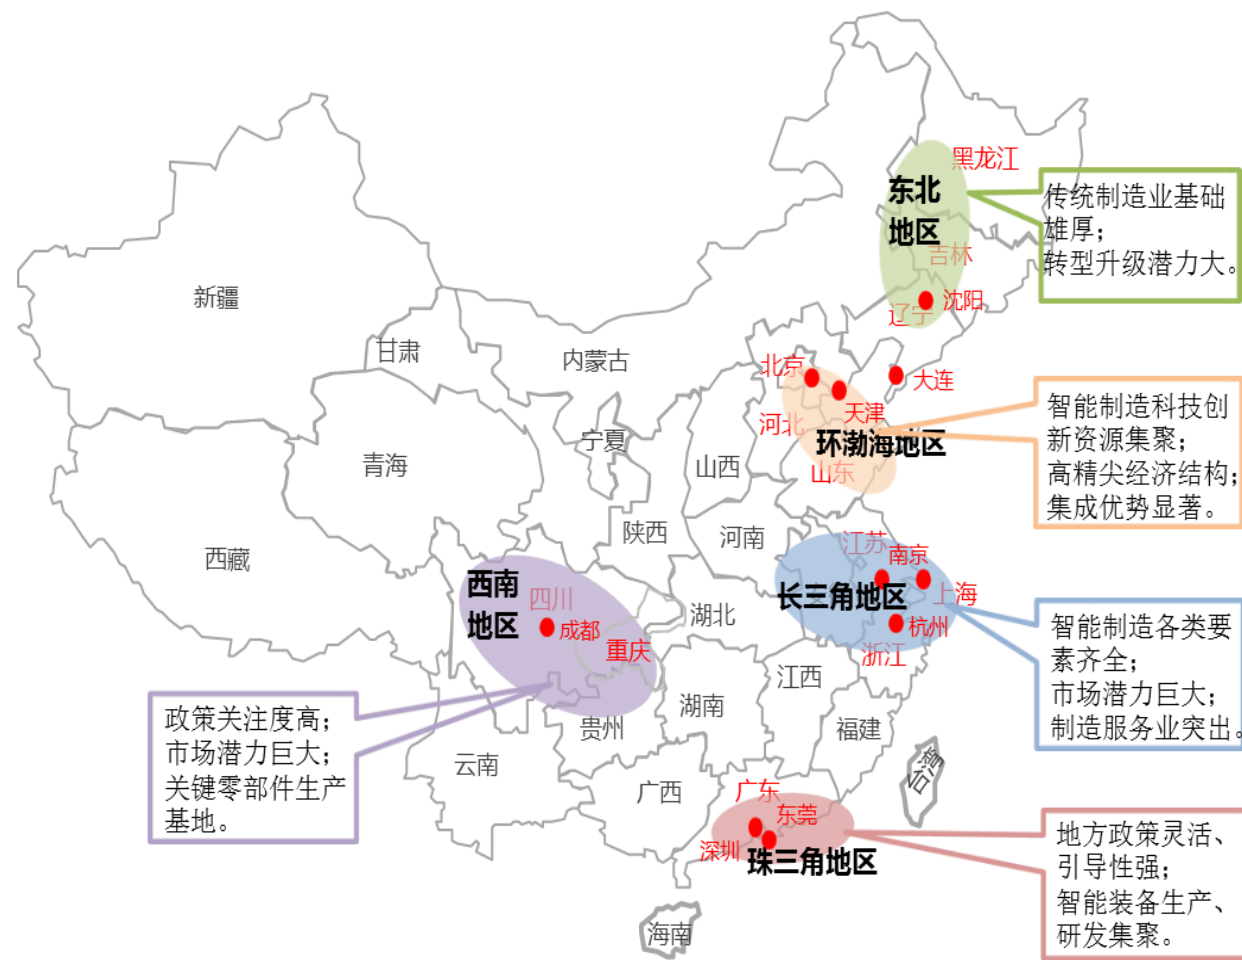 黑龙江
东北
地区
吉林
沈阳
辽宁
传统制造业基础
雄厚；
转型升级潜力大。
新疆
甘肃
内蒙古
北京
大连
天津
河北
环渤海地区
山东
智能制造科技创
新资源集聚；
高精尖经济结构；
集成优势显著。
宁夏
青海
山西
陕西
河南
西藏
江苏
南京
长三角地区
上海
杭州
浙江
智能制造各类要
素齐全；
市场潜力巨大；
制造服务业突出。
西南
地区
四川
成都
重庆
湖北
江西
湖南
福建
贵州
云南
政策关注度高；
市场潜力巨大；
关键零部件生产
基地。
台湾
广西
广东
东莞
深圳
珠三角地区
地方政策灵活、
引导性强；
智能装备生产、
研发集聚。
海南